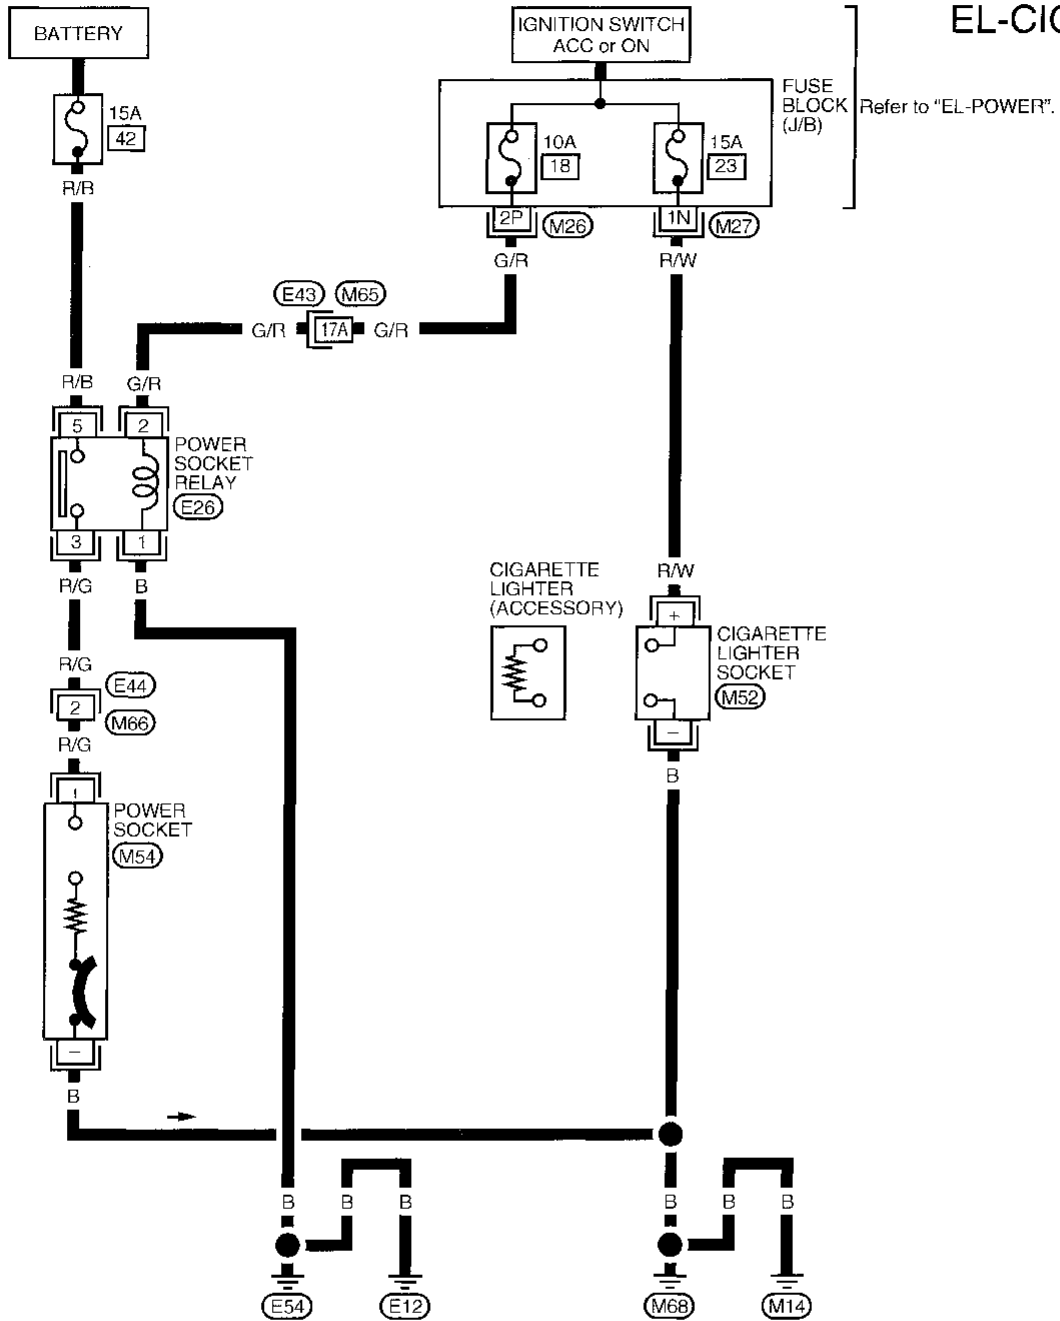 EL-CIG
BATTERY
IGNITION SWITCH
ACC or ON
FUSE
BLOCK
(J/B)
Refer to "EL-POWER".
15A
42
10A
18
15A
23
R/B
2P
M26
1N
M27
G/R
R/W
E43
M65
G/R
17A
G/R
R/B
G/R
5
2
POWER
SOCKET
RELAY
E26
3
1
R/G
B
CIGARETTE
LIGHTER
(ACCESSORY)
R/W
+
CIGARETTE
LIGHTER
SOCKET
M52
−
B
R/G
E44
2
M66
R/G
1
POWER
SOCKET
M54
−
B
B
B
B
B
B
B
E54
E12
M68
M14